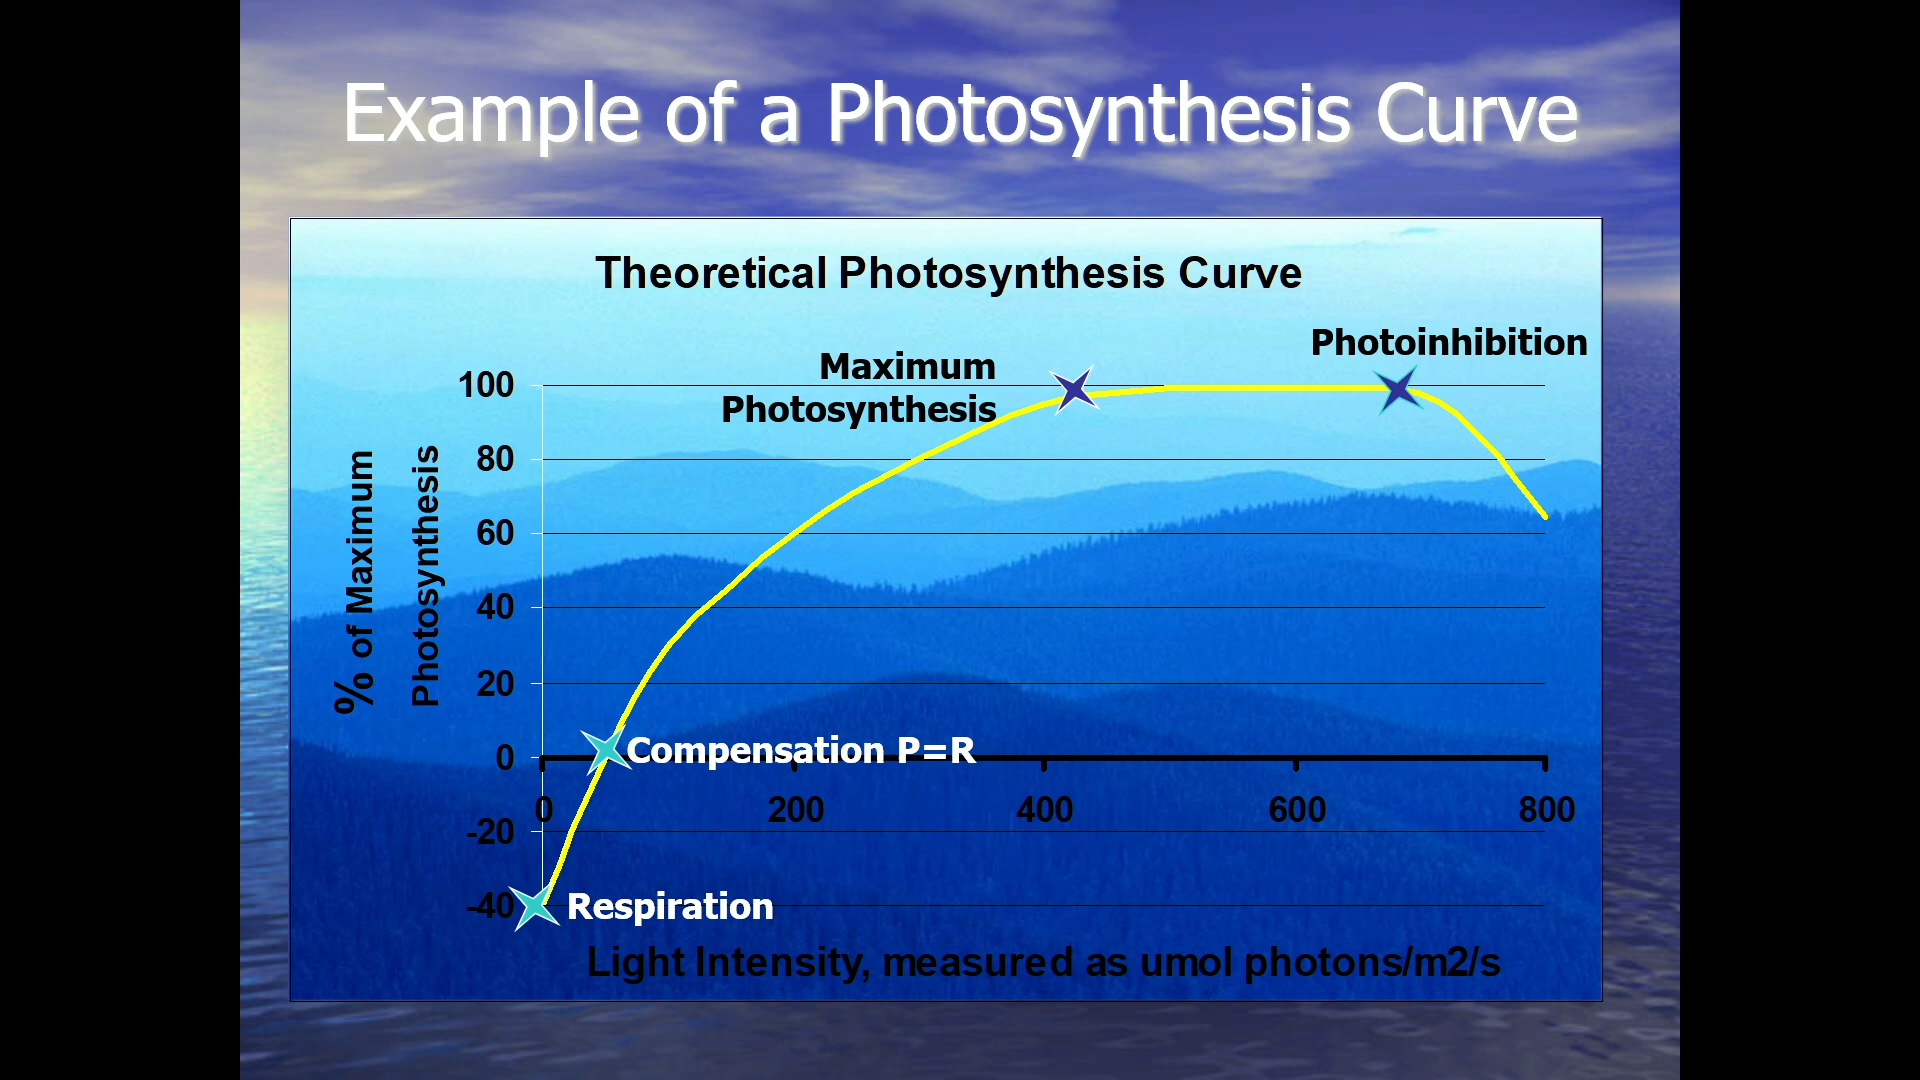 Example of a Photosynthesis Curve
Theoretical Photosynthesis Curve
Photoinhibition
Maximum
Photosynthesis
% of Maximum
Photosynthesis
100
80
60
40
20
0
-20
-40
Compensation P=R
0 200 400 600 800
Respiration
Light Intensity, measured as umol photons/m2/s